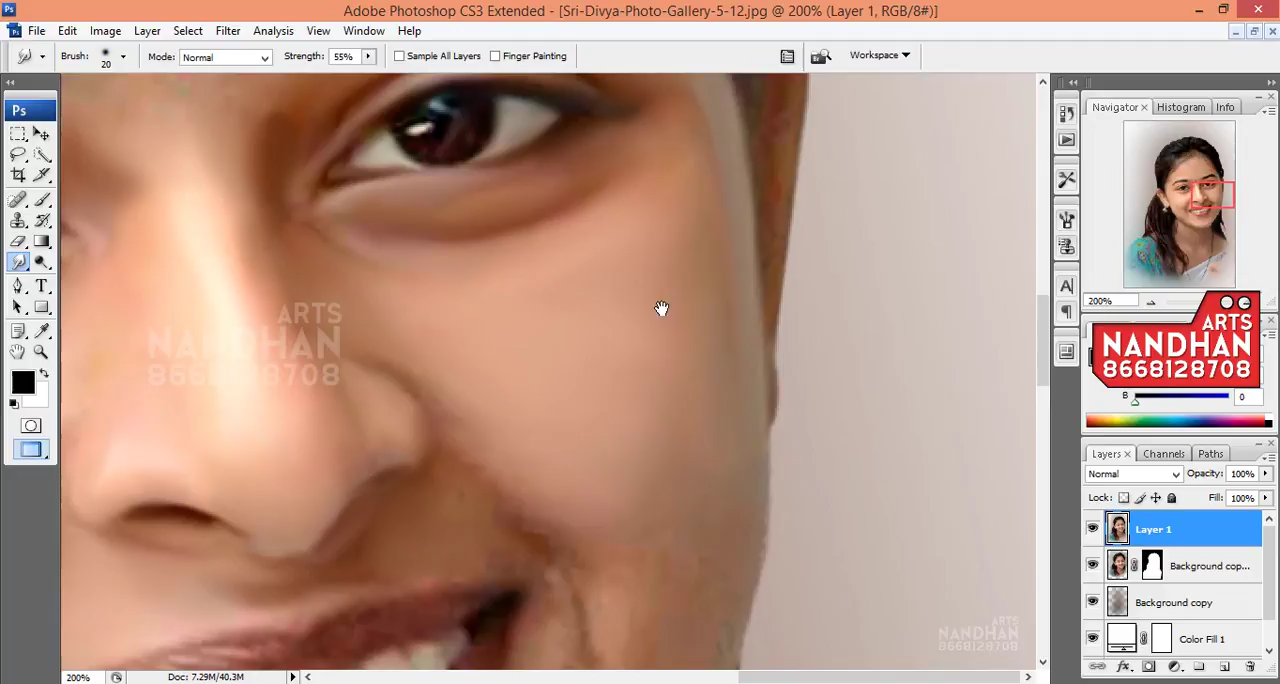 Ps Adobe Photoshop CS3 Extended - [Sri-Divya-Photo-Gallery-5-12.jpg @ 200% (Layer 1, RGB/8#)]
File Edit Image Layer Select Filter Analysis View Window Help
Brush: 20 Mode: Normal Strength: 55% Sample All Layers Finger Painting Workspace
Ps
Navigator x Histogram Info
200%
ARTS
NANDHAN
8668128708
ARTS
NANDHAN
8668128708
B 0
Layers x Channels Paths
Normal Opacity: 100%
Lock: Fill: 100%
Layer 1
Background cop...
Background copy
Color Fill 1
ARTS
NANDHAN
8668128708
200% Doc: 7.29M/40.3M